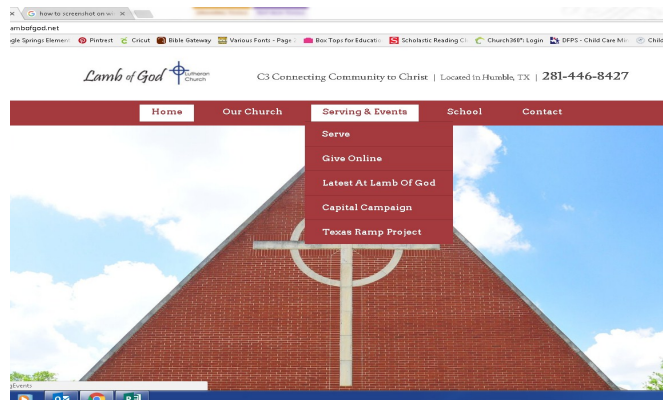 G how to screenshot on wi ×
ambofgod.net
gle Springs Element Pintrest Cricut Bible Gateway Various Fonts - Page Box Tops for Educatio Scholastic Reading Cl Church360°: Login DFPS - Child Care Min Child
Lamb of God Lutheran Church
C3 Connecting Community to Christ | Located in Humble, TX | 281-446-8427
Home Our Church Serving & Events School Contact
Serve
Give Online
Latest At Lamb Of God
Capital Campaign
Texas Ramp Project
gEvents